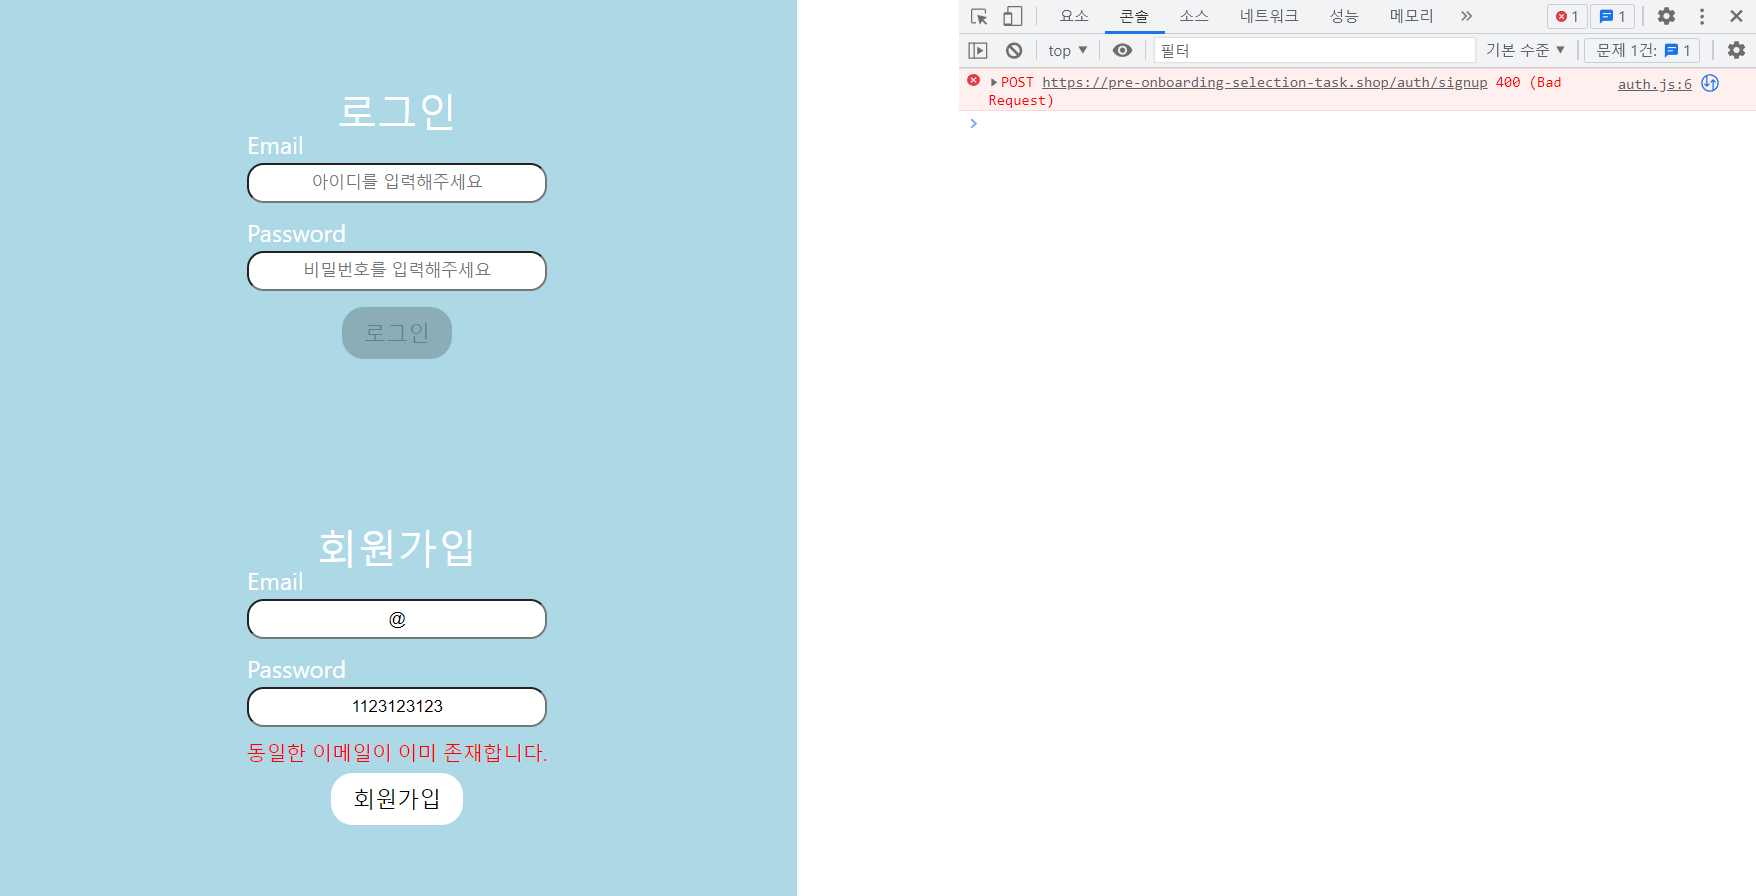 로그인
Email
아이디를 입력해주세요
Password
비밀번호를 입력해주세요
로그인
회원가입
Email
@
Password
1123123123
동일한 이메일이 이미 존재합니다.
회원가입
요소 콘솔 소스 네트워크 성능 메모리 1 1
top 필터 기본 수준 문제 1건: 1
POST https://pre-onboarding-selection-task.shop/auth/signup 400 (Bad auth.js:6
Request)